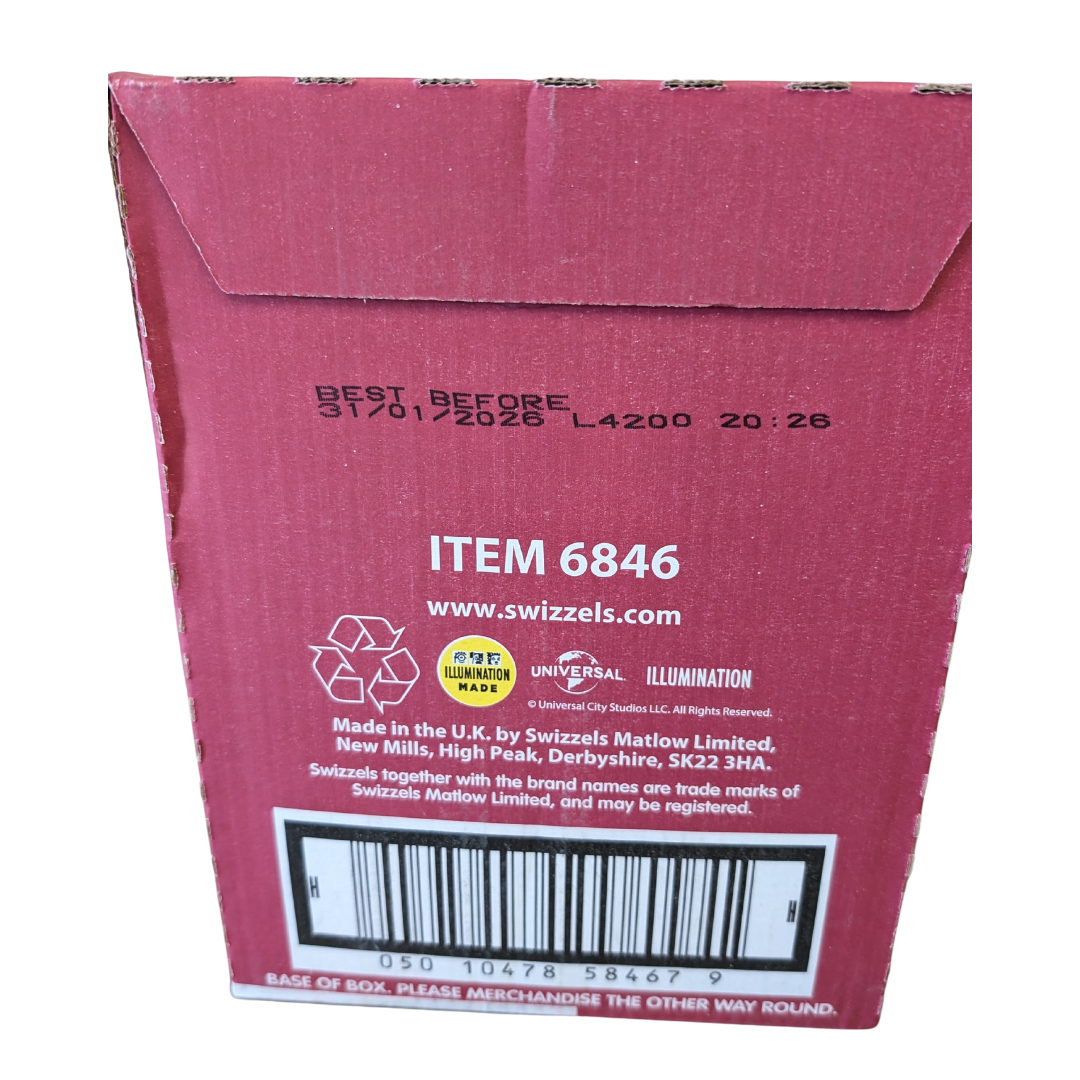 BEST BEFORE
31/01/2026 L4200 20:26
ITEM 6846
www.swizzels.com
ILLUMINATION
MADE
UNIVERSAL
ILLUMINATION
© Universal City Studios LLC. All Rights Reserved.
Made in the U.K. by Swizzels Matlow Limited,
New Mills, High Peak, Derbyshire, SK22 3HA.
Swizzels together with the brand names are trade marks of
Swizzels Matlow Limited, and may be registered.
H
H
050 10478 58467 9
BASE OF BOX. PLEASE MERCHANDISE THE OTHER WAY ROUND.